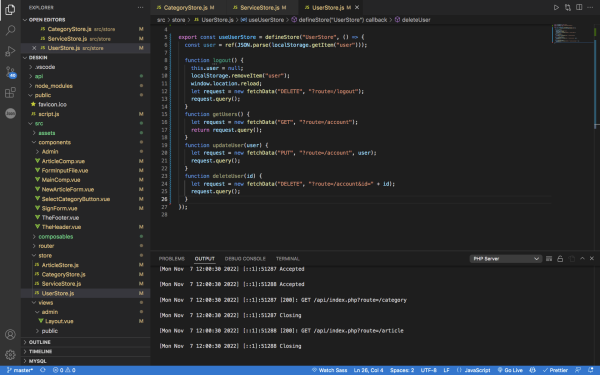 EXPLORER
CategoryStore.js
ServiceStore.js
UserStore.js
src > store > UserStore.js > useUserStore > defineStore("UserStore") callback > deleteUser
OPEN EDITORS
CategoryStore.js src/store M
ServiceStore.js src/store M
UserStore.js src/store M
DESKIN
.vscode
api
node_modules
public
favicon.ico
script.js M
src
assets
components
Admin
ArticleComp.vue M
FormInputFile.vue M
MainComp.vue M
NewArticleForm.vue M
SelectCategoryButton.vue M
SignForm.vue M
TheFooter.vue
TheHeader.vue M
composables
router
store
ArticleStore.js M
CategoryStore.js M
ServiceStore.js M
UserStore.js M
views
admin
Layout.vue M
public
OUTLINE
TIMELINE
MYSQL
4
5
6 export const useUserStore = defineStore("UserStore", () => {
7 const user = ref(JSON.parse(localStorage.getItem("user")));
8
9 function logout() {
10 this.user = null;
11 localStorage.removeItem("user");
12 window.location.reload;
13 let request = new fetchData("DELETE", "?route=/logout");
14 request.query();
15 }
16 function getUsers() {
17 let request = new fetchData("GET", "?route=/account");
18 return request.query();
19 }
20 function updateUser(user) {
21 let request = new fetchData("PUT", "?route=/account", user);
22 request.query();
23 }
24 function deleteUser(id) {
25 let request = new fetchData("DELETE", "?route=/account&id=" + id);
26 request.query();
27 }
28 });
PROBLEMS OUTPUT DEBUG CONSOLE TERMINAL PHP Server
[Mon Nov 7 12:00:30 2022] [::1]:51287 Accepted
[Mon Nov 7 12:00:30 2022] [::1]:51288 Accepted
[Mon Nov 7 12:00:30 2022] [::1]:51287 [200]: GET /api/index.php?route=/category
[Mon Nov 7 12:00:30 2022] [::1]:51287 Closing
[Mon Nov 7 12:00:30 2022] [::1]:51288 [200]: GET /api/index.php?route=/article
[Mon Nov 7 12:00:30 2022] [::1]:51288 Closing
master* 0 0 Watch Sass Ln 26, Col 4 Spaces: 2 UTF-8 LF JavaScript Go Live Prettier